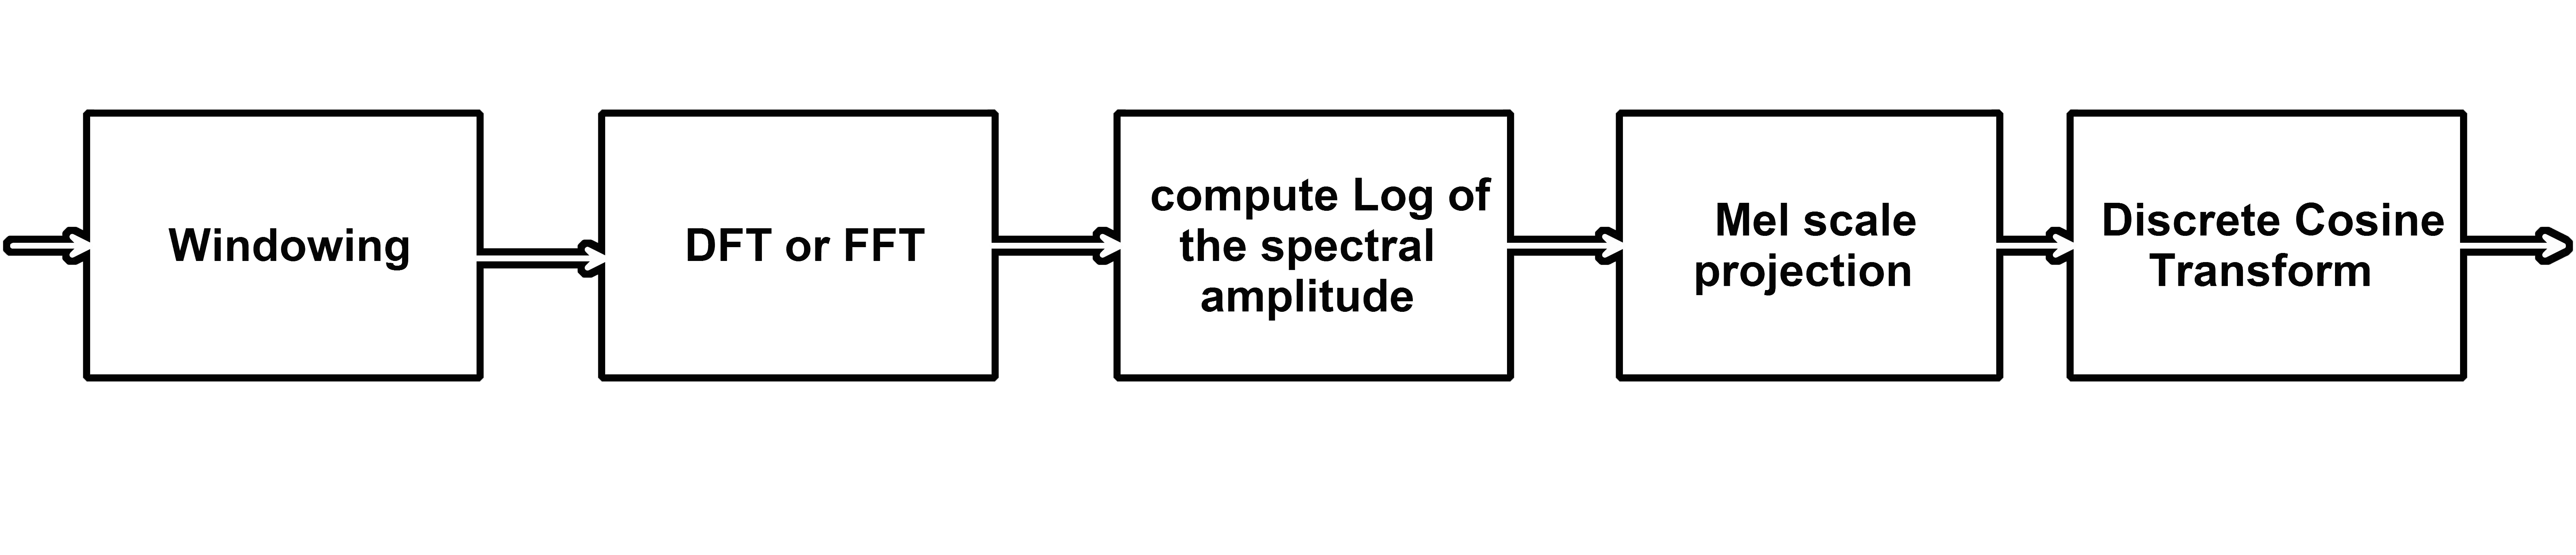 Windowing
DFT or FFT
compute Log of
the spectral
amplitude
Mel scale
projection
Discrete Cosine
Transform